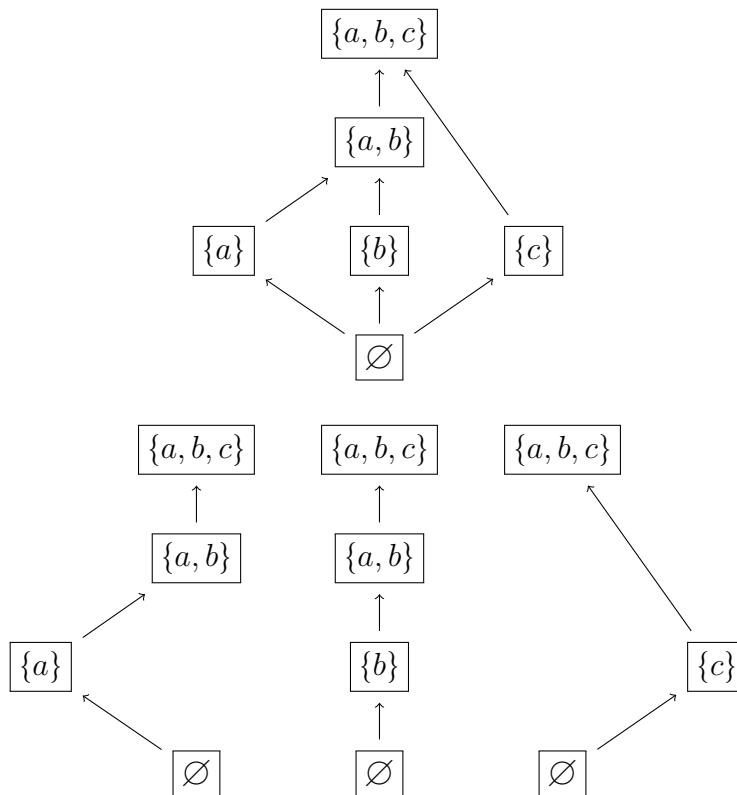 {a, b, c}
{a, b}
{a} {b} {c}
∅
{a, b, c} {a, b, c} {a, b, c}
{a, b} {a, b}
{a} {b} {c}
∅ ∅ ∅